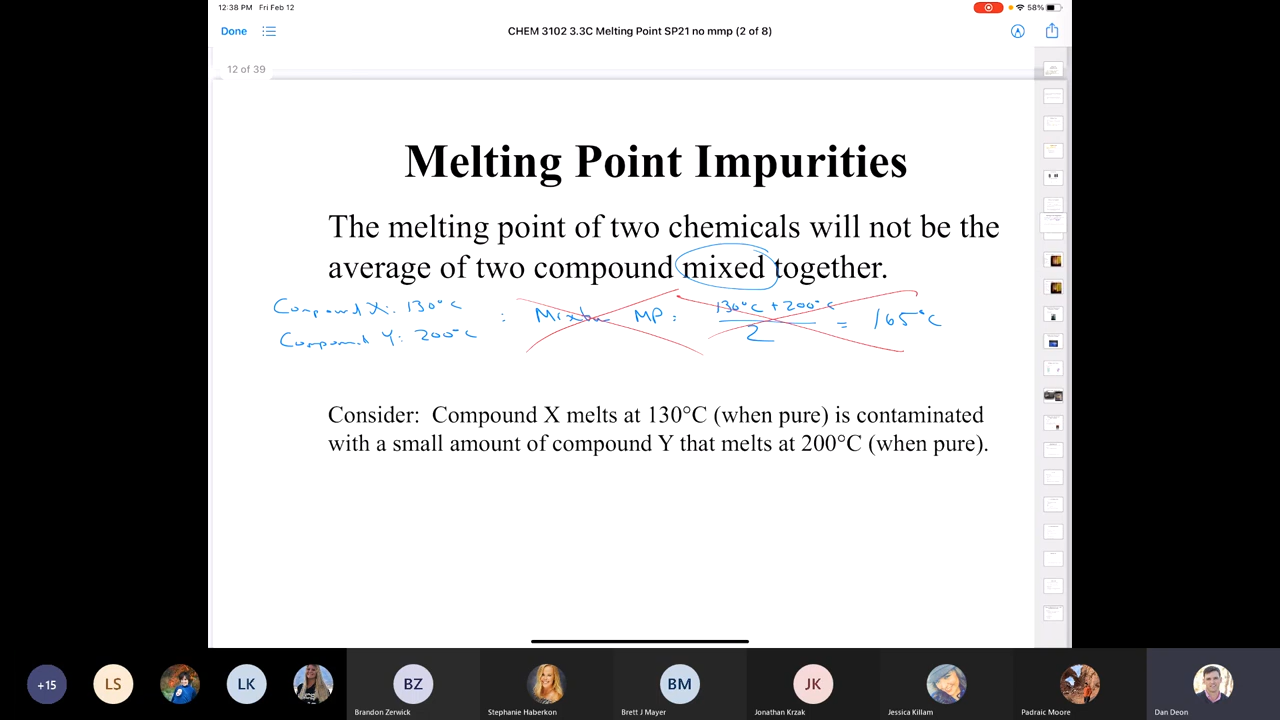 12:38 PM Fri Feb 12
58%
Done
CHEM 3102 3.3C Melting Point SP21 no mmp (2 of 8)
12 of 39
Melting Point Impurities
The melting point of two chemicals will not be the
average of two compound mixed together.
Compound X: 130°C
Compound Y: 200°C
: Mixture MP: 130°C + 200°C / 2 = 165°C
Consider: Compound X melts at 130°C (when pure) is contaminated
with a small amount of compound Y that melts at 200°C (when pure).
+15
LS
LK
BZ
BM
JK
Brandon Zerwick
Stephanie Haberkon
Brett J Mayer
Jonathan Krzak
Jessica Killam
Padraic Moore
Dan Deon